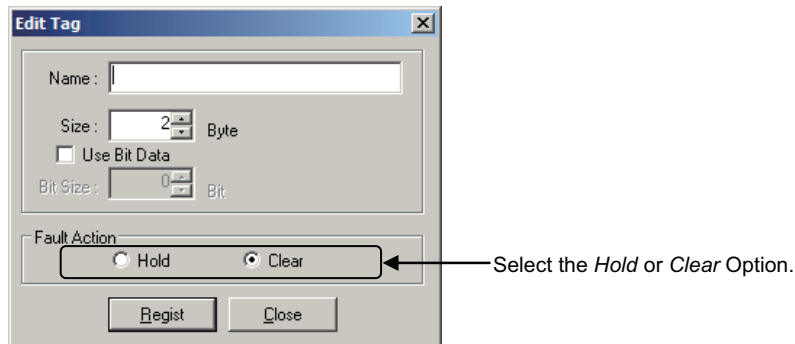 Edit Tag
Name :
Size : 2 Byte
Use Bit Data
Bit Size : 0 Bit
Fault Action
Hold Clear
Select the Hold or Clear Option.
Regist Close